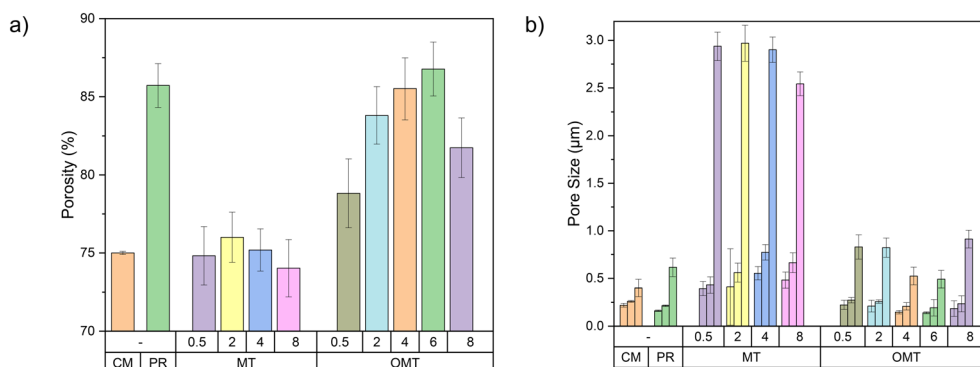 a)
Porosity (%)
90
85
80
75
70
-
0.5 2 4 8
0.5 2 4 6 8
CM PR MT OMT
b)
Pore Size (μm)
3.0
2.5
2.0
1.5
1.0
0.5
0.0
-
0.5 2 4 8
0.5 2 4 6 8
CM PR MT OMT